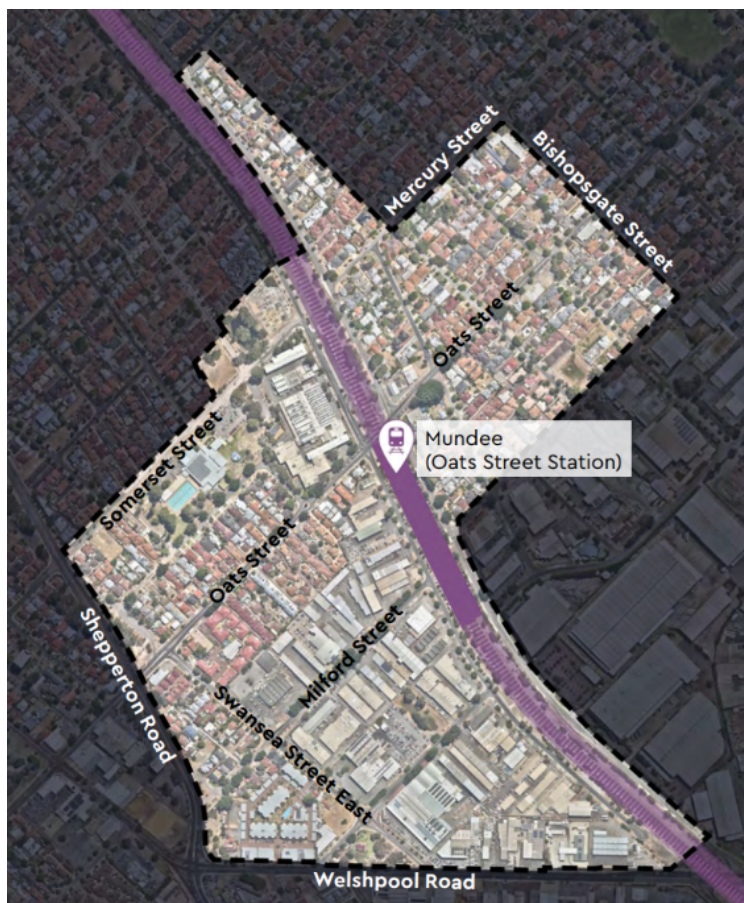 Mercury Street
Bishopsgate Street
Oats Street
Mundee
(Oats Street Station)
Somerset Street
Oats Street
Milford Street
Shepperton Road
Swansea Street East
Welshpool Road